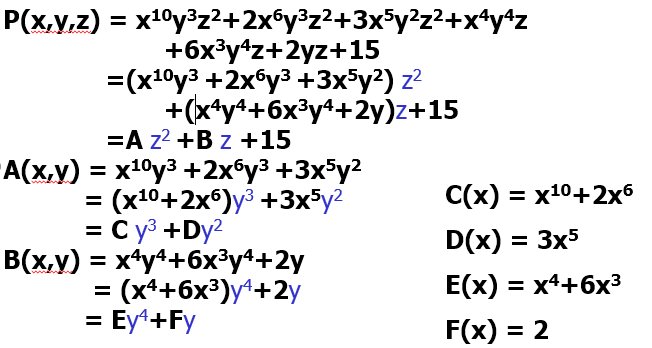 P(x,y,z) = x¹⁰y³z²+2x⁶y³z²+3x⁵y²z²+x⁴y⁴z
+6x³y⁴z+2yz+15
=(x¹⁰y³ +2x⁶y³ +3x⁵y²) z²
+(x⁴y⁴+6x³y⁴+2y)z+15
=A z² +B z +15
A(x,y) = x¹⁰y³ +2x⁶y³ +3x⁵y²
= (x¹⁰+2x⁶)y³ +3x⁵y²
= C y³ +Dy²
B(x,y) = x⁴y⁴+6x³y⁴+2y
= (x⁴+6x³)y⁴+2y
= Ey⁴+Fy
C(x) = x¹⁰+2x⁶
D(x) = 3x⁵
E(x) = x⁴+6x³
F(x) = 2